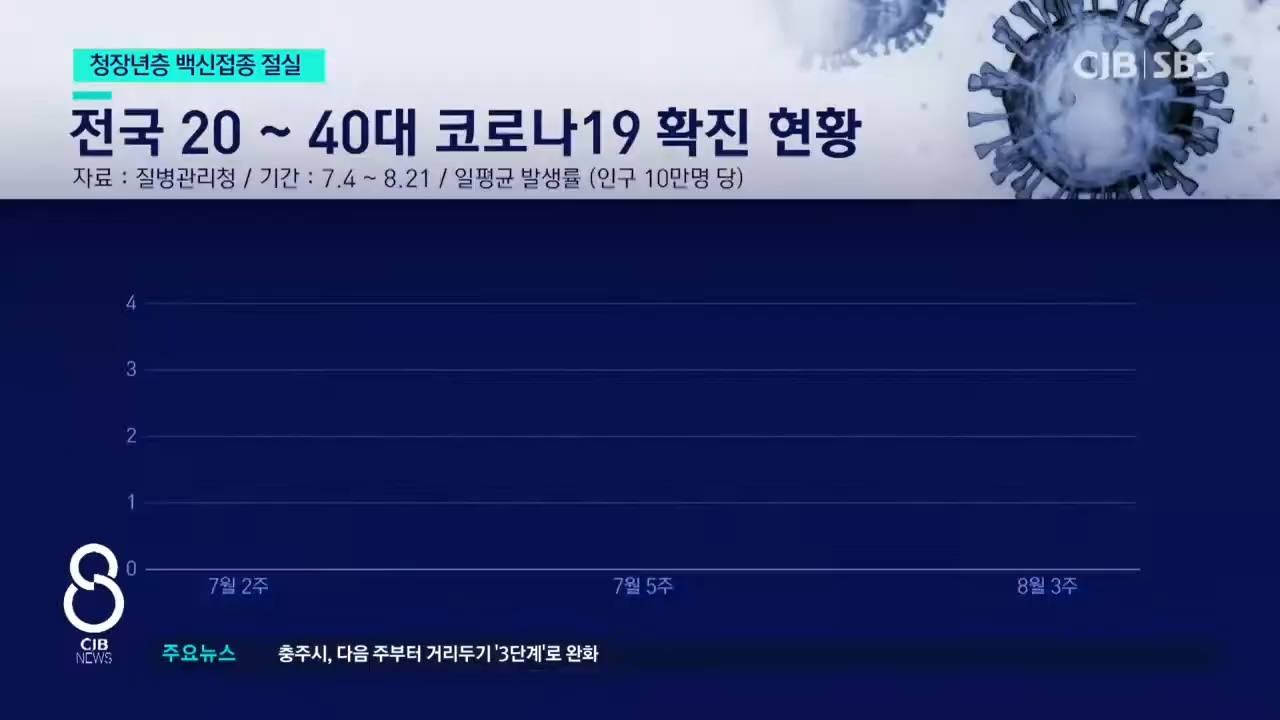 청장년층 백신접종 절실
CJB | SBS
전국 20 ~ 40대 코로나19 확진 현황
자료 : 질병관리청 / 기간 : 7.4 ~ 8.21 / 일평균 발생률 (인구 10만명 당)
4
3
2
1
0
7월 2주 7월 5주 8월 3주
8
CJB
NEWS
주요뉴스 충주시, 다음 주부터 거리두기 '3단계'로 완화